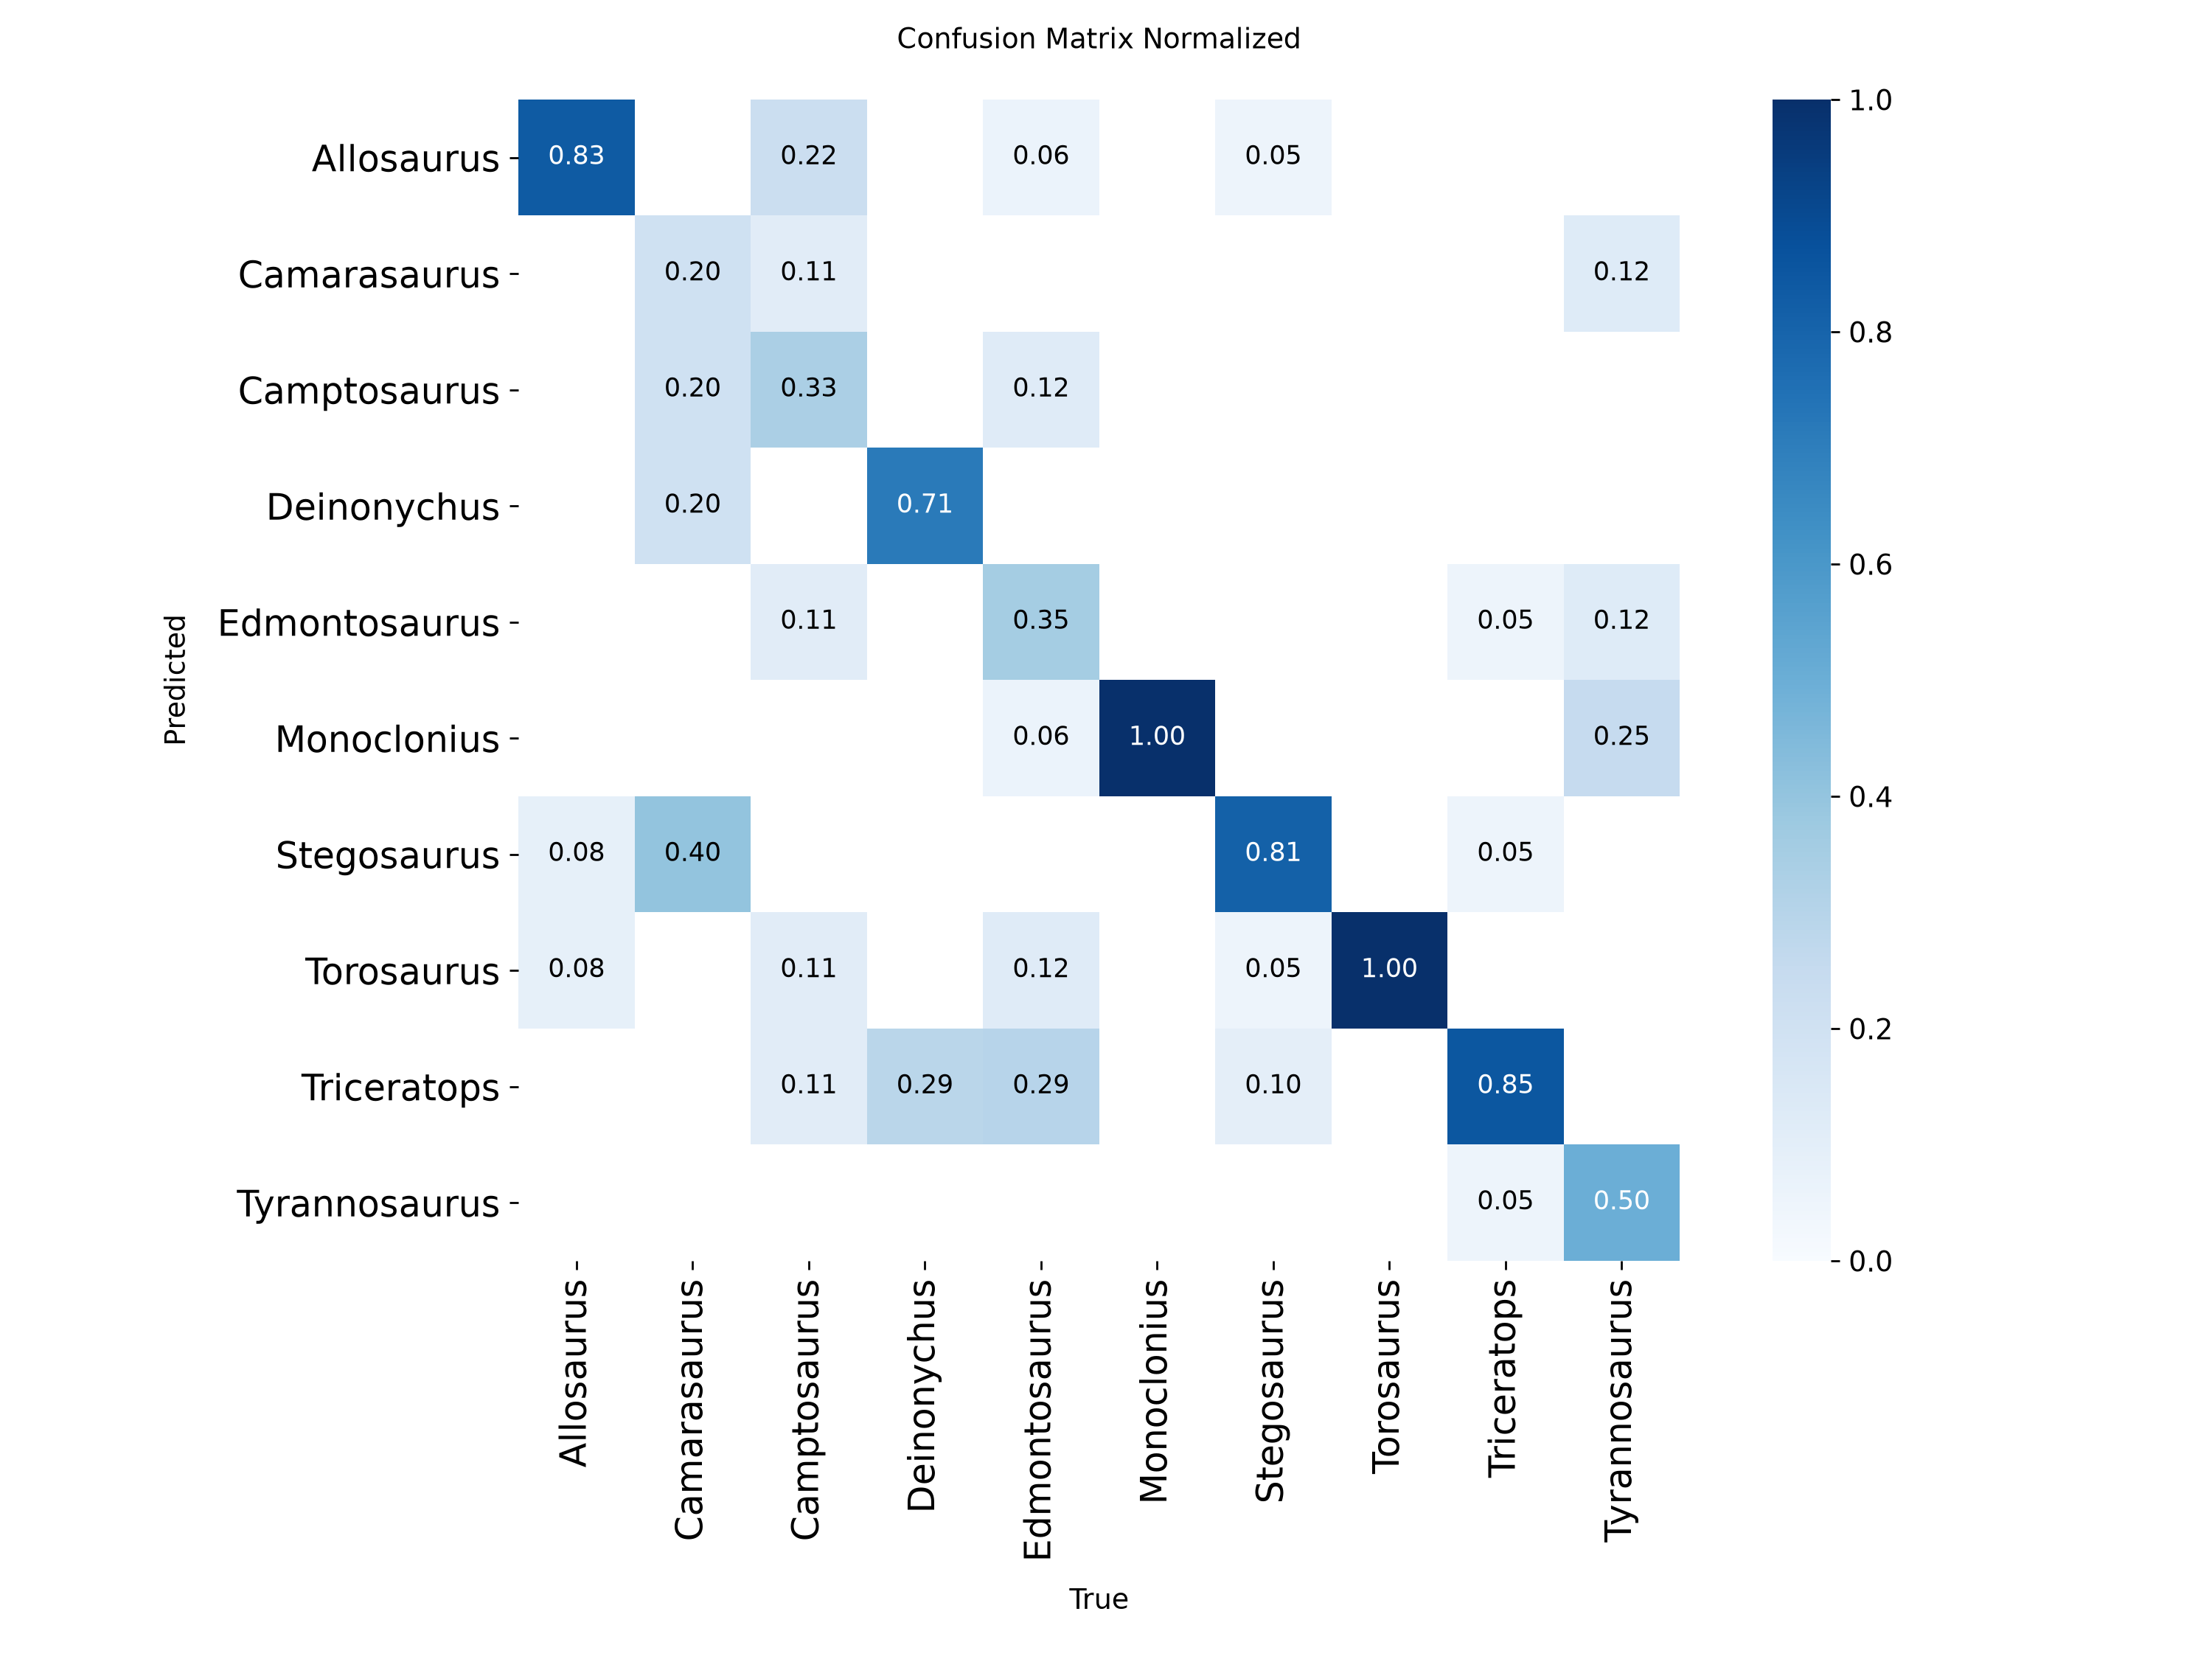 Confusion Matrix Normalized
Allosaurus 0.83 0.22 0.06 0.05
Camarasaurus 0.20 0.11 0.12
Camptosaurus 0.20 0.33 0.12
Deinonychus 0.20 0.71
Edmontosaurus 0.11 0.35 0.05 0.12
Monoclonius 0.06 1.00 0.25
Stegosaurus 0.08 0.40 0.81 0.05
Torosaurus 0.08 0.11 0.12 0.05 1.00
Triceratops 0.11 0.29 0.29 0.10 0.85
Tyrannosaurus 0.05 0.50
Predicted
Allosaurus
Camarasaurus
Camptosaurus
Deinonychus
Edmontosaurus
Monoclonius
Stegosaurus
Torosaurus
Triceratops
Tyrannosaurus
True
1.0
0.8
0.6
0.4
0.2
0.0